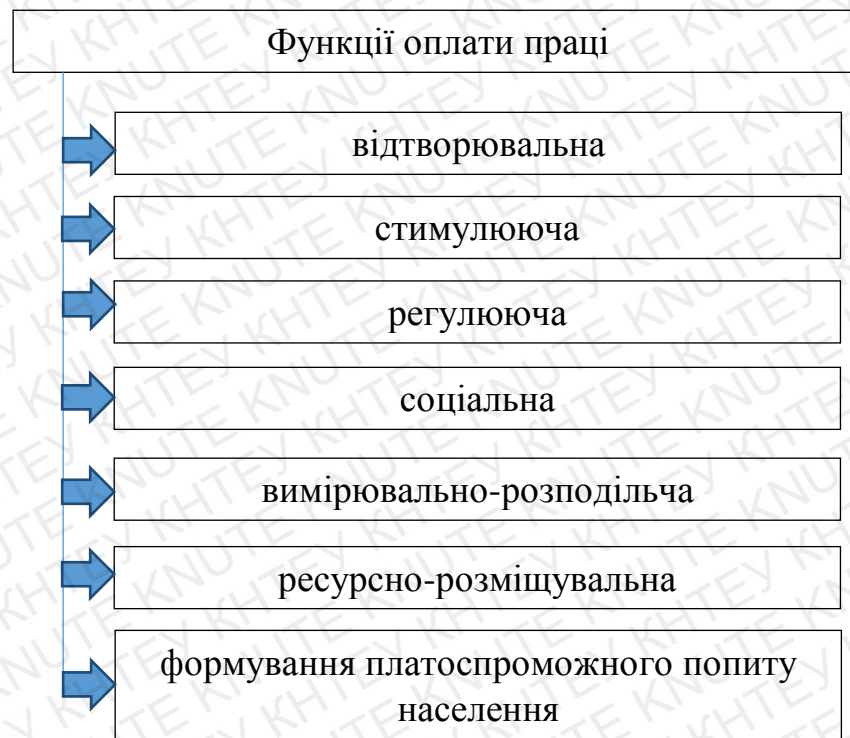 Функції оплати праці
відтворювальна
стимулююча
регулююча
соціальна
вимірювально-розподільча
ресурсно-розміщувальна
формування платоспроможного попиту
населення